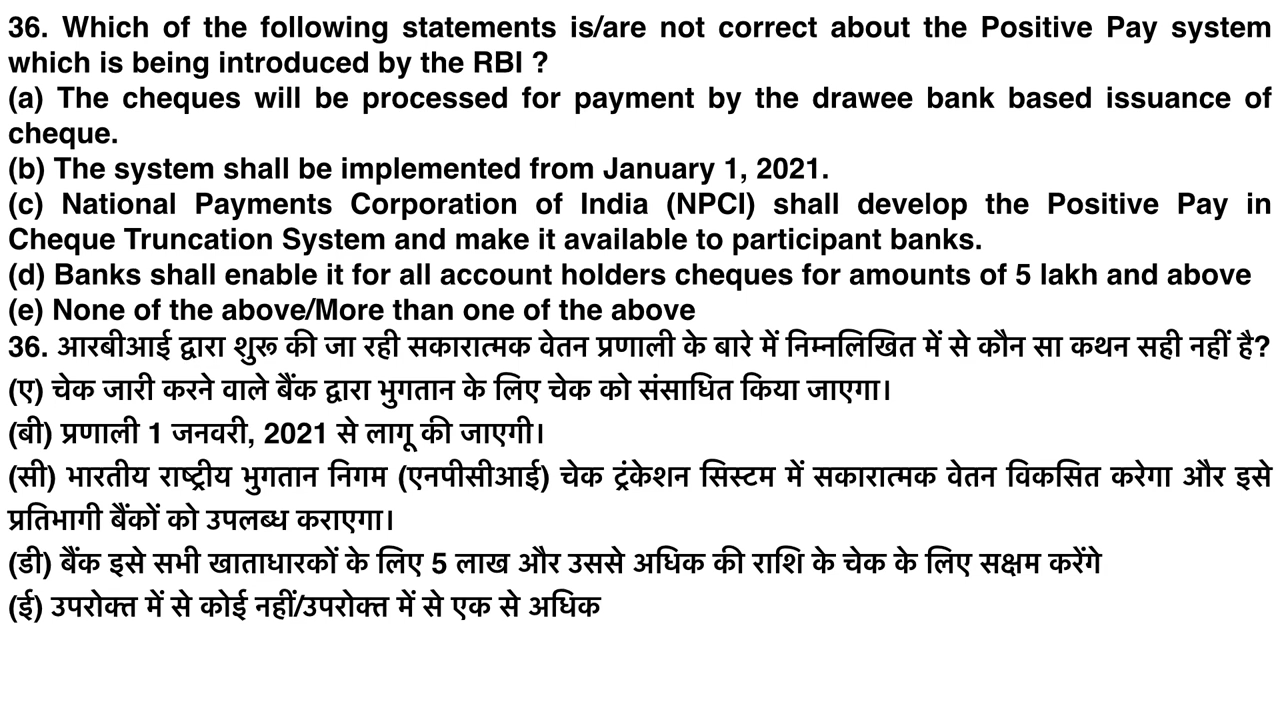 36. Which of the following statements is/are not correct about the Positive Pay system
which is being introduced by the RBI ?
(a) The cheques will be processed for payment by the drawee bank based issuance of
cheque.
(b) The system shall be implemented from January 1, 2021.
(c) National Payments Corporation of India (NPCI) shall develop the Positive Pay in
Cheque Truncation System and make it available to participant banks.
(d) Banks shall enable it for all account holders cheques for amounts of 5 lakh and above
(e) None of the above/More than one of the above
36. आरबीआई द्वारा शुरू की जा रही सकारात्मक वेतन प्रणाली के बारे में निम्नलिखित में से कौन सा कथन सही नहीं है?
(ए) चेक जारी करने वाले बैंक द्वारा भुगतान के लिए चेक को संसाधित किया जाएगा।
(बी) प्रणाली 1 जनवरी, 2021 से लागू की जाएगी।
(सी) भारतीय राष्ट्रीय भुगतान निगम (एनपीसीआई) चेक ट्रंकेशन सिस्टम में सकारात्मक वेतन विकसित करेगा और इसे
प्रतिभागी बैंकों को उपलब्ध कराएगा।
(डी) बैंक इसे सभी खाताधारकों के लिए 5 लाख और उससे अधिक की राशि के चेक के लिए सक्षम करेंगे
(ई) उपरोक्त में से कोई नहीं/उपरोक्त में से एक से अधिक